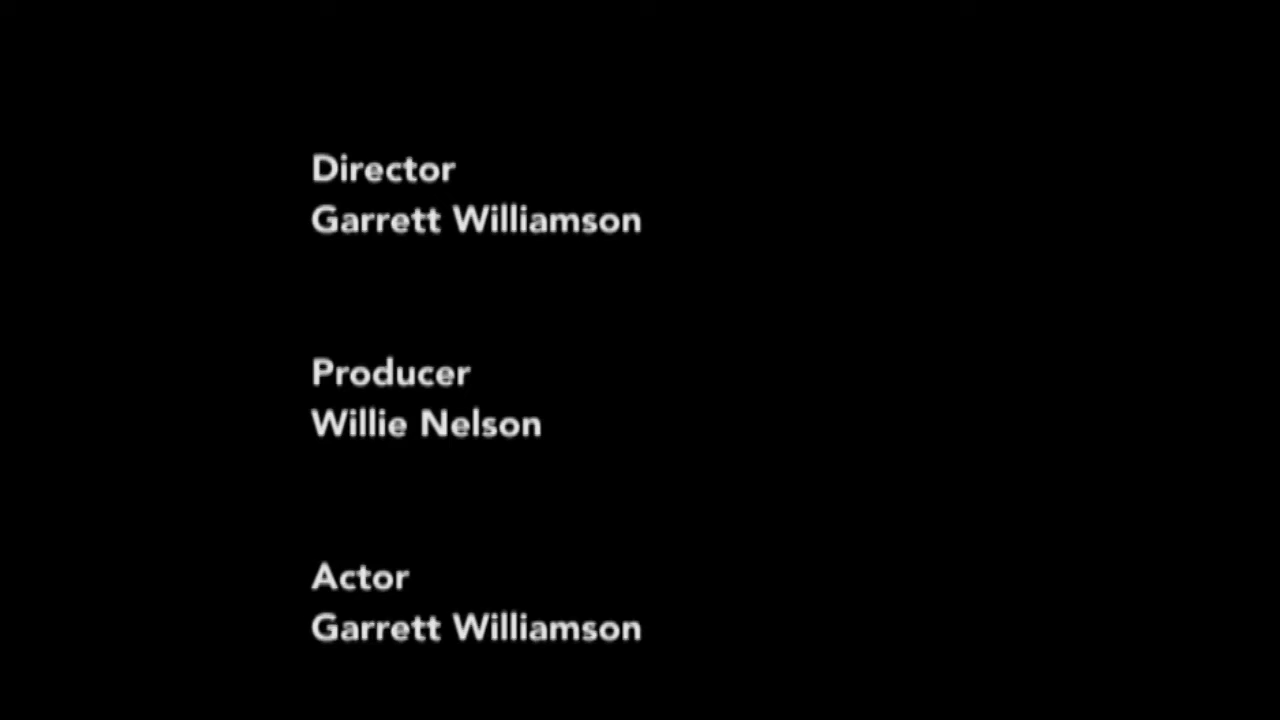 Director
Garrett Williamson
Producer
Willie Nelson
Actor
Garrett Williamson